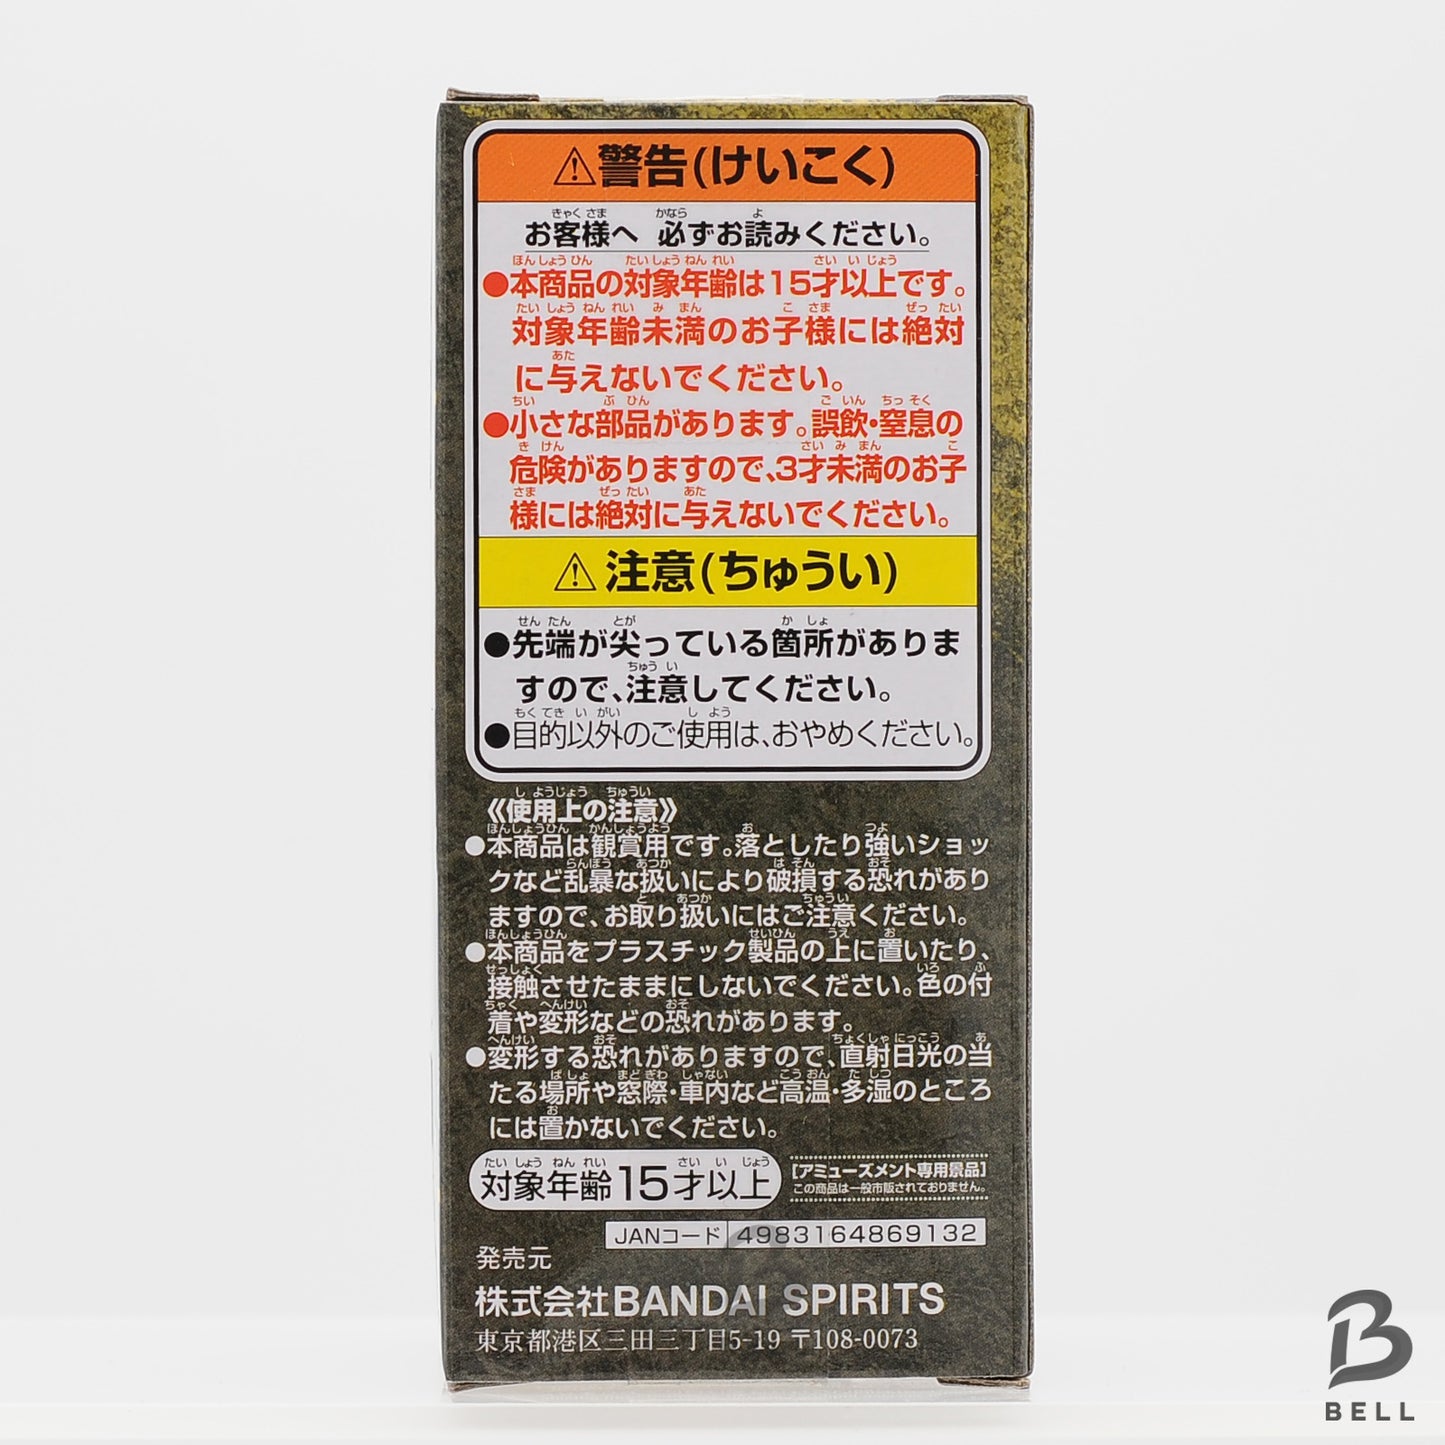 ⚠警告(けいこく)
お客様へ 必ずお読みください。
●本商品の対象年齢は15才以上です。
対象年齢未満のお子様には絶対
に与えないでください。
●小さな部品があります。誤飲・窒息の
危険がありますので、3才未満のお子
様には絶対に与えないでください。
⚠注意(ちゅうい)
●先端が尖っている箇所がありま
すので、注意してください。
●目的以外のご使用は、おやめください。
《使用上の注意》
●本商品は観賞用です。落としたり強いショッ
クなど乱暴な扱いにより破損する恐れがあり
ますので、お取り扱いにはご注意ください。
●本商品をプラスチック製品の上に置いたり、
接触させたままにしないでください。色の付
着や変形などの恐れがあります。
●変形する恐れがありますので、直射日光の当
たる場所や窓際・車内など高温・多湿のところ
には置かないでください。
対象年齢15才以上
[アミューズメント専用景品]
この商品は一般市販されておりません。
JANコード 4983164869132
発売元
株式会社BANDAI SPIRITS
東京都港区三田三丁目5-19 〒108-0073
B
BELL